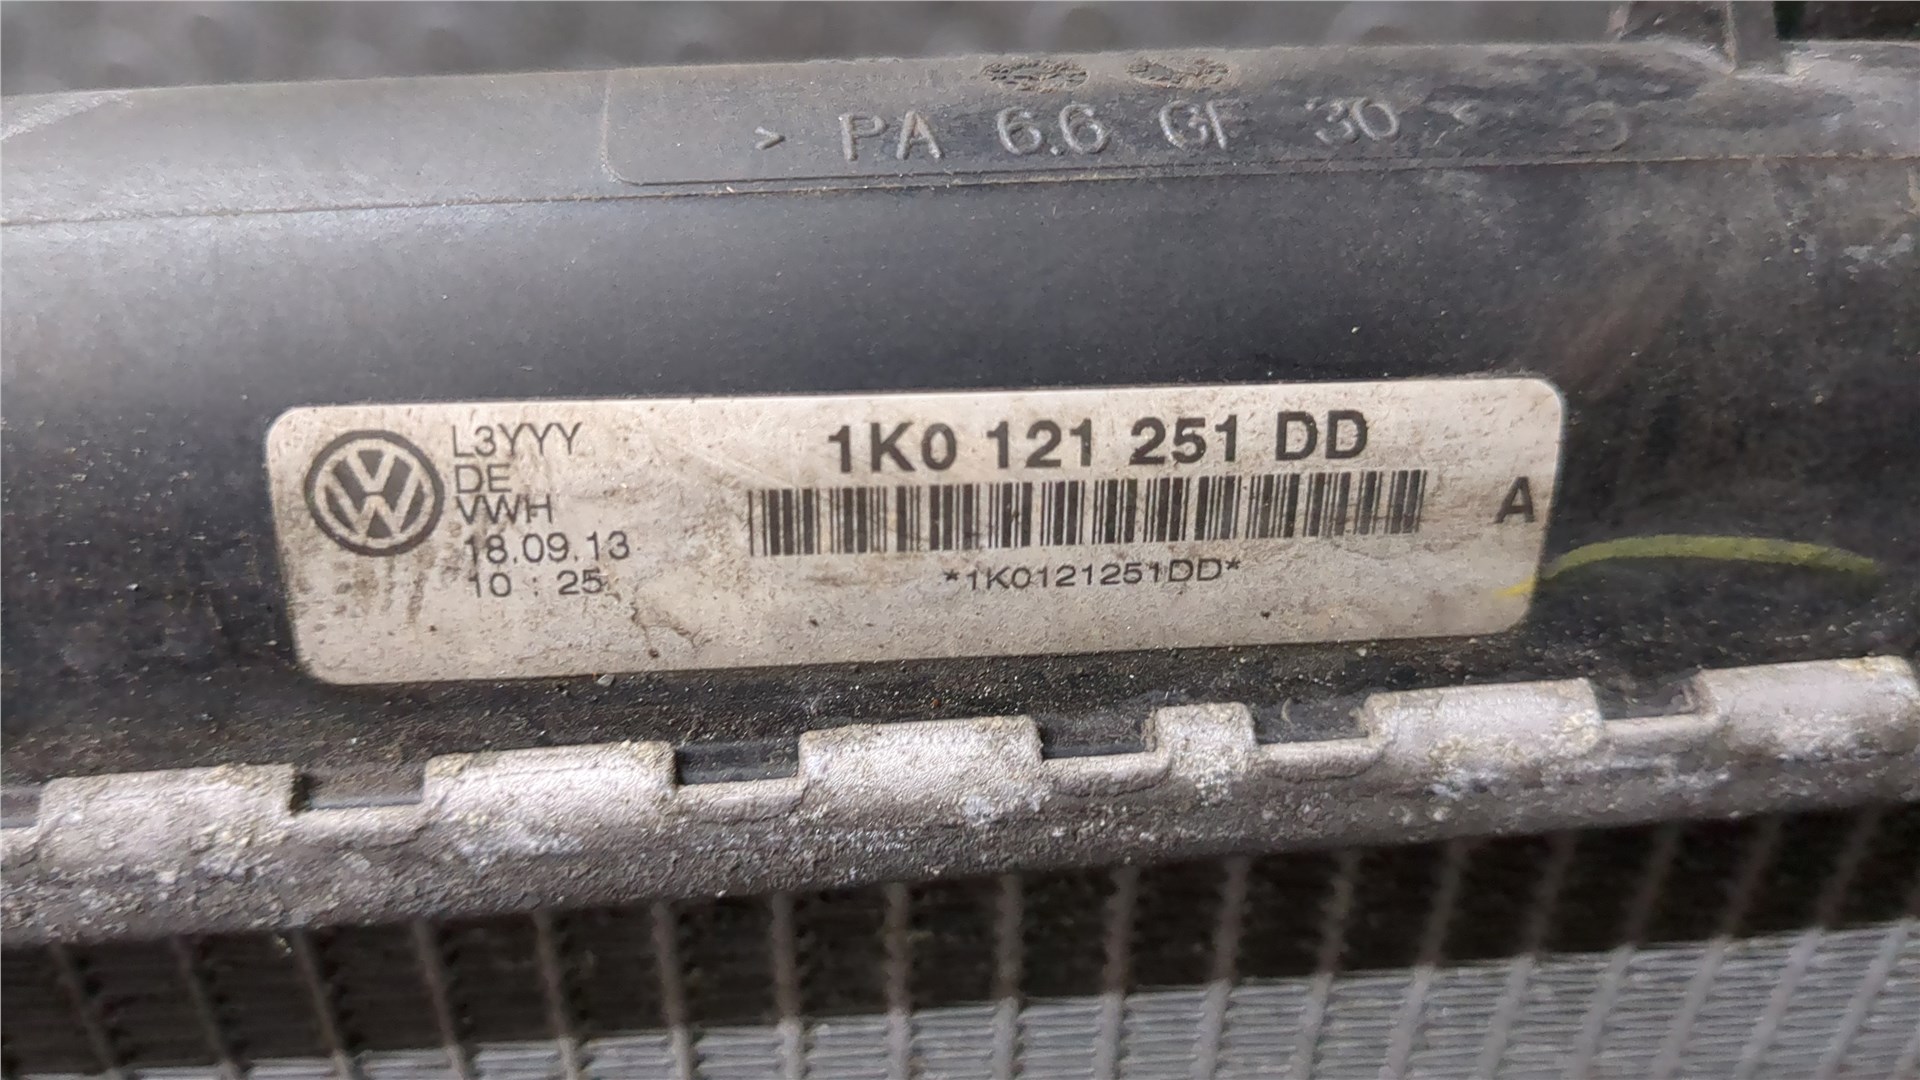 > PA 6.6 GF 30 <
L3YYY
DE
VWH
18.09.13
10 : 25
1K0 121 251 DD
A
*1K0121251DD*